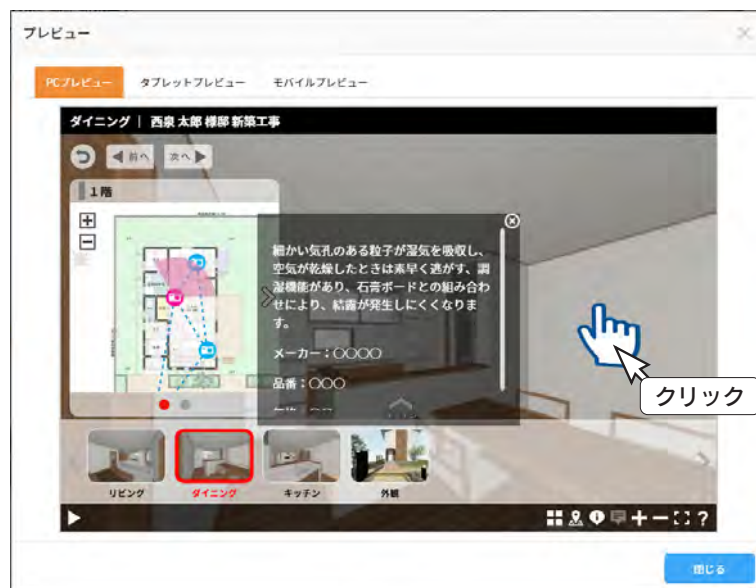 プレビュー
PCプレビュー
タブレットプレビュー
モバイルプレビュー
ダイニング | 西泉 太郎 様邸 新築工事
前へ
次へ
1階
細かい気孔のある粒子が湿気を吸収し、
空気が乾燥したときは素早く逃がす、調
湿機能があり、石膏ボードとの組み合わ
せにより、結露が発生しにくくなりま
す。
メーカー：〇〇〇〇
品番：〇〇〇
クリック
リビング
ダイニング
キッチン
外観
閉じる